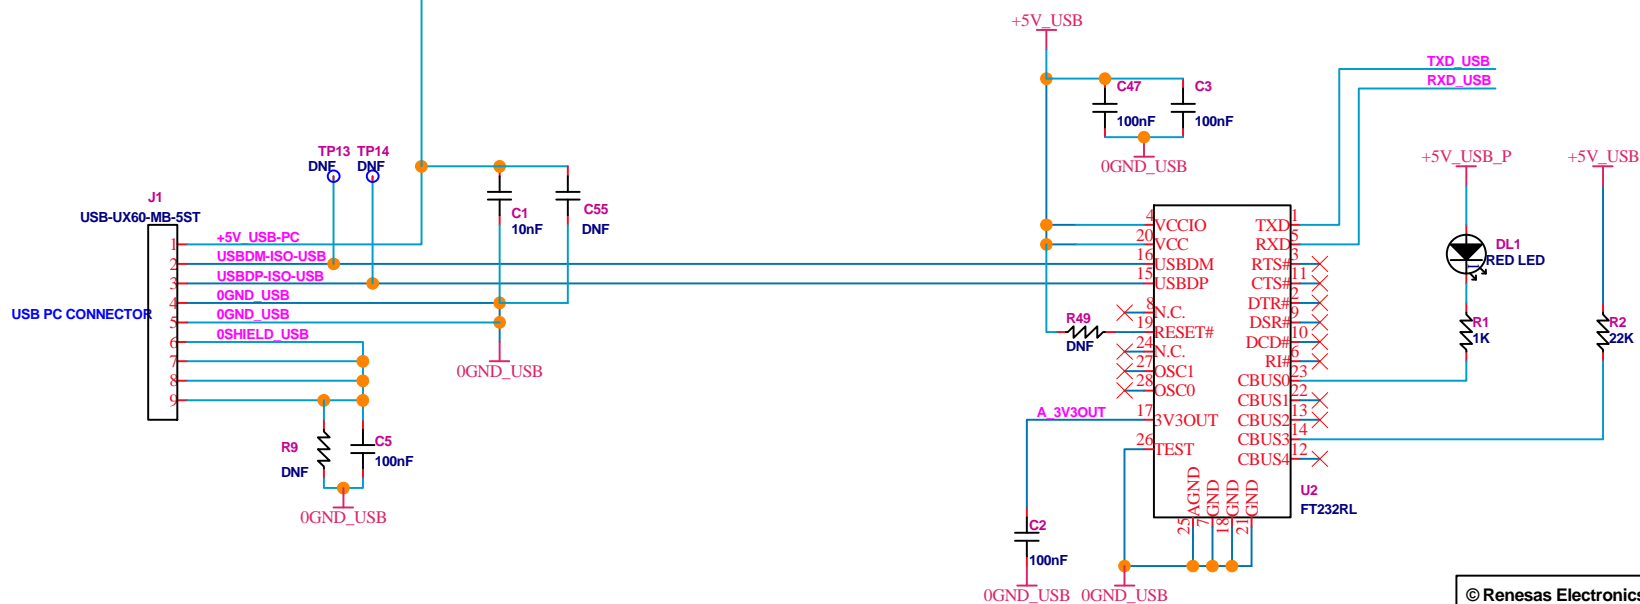 +5V_USB
TXD_USB
RXD_USB
C47
C3
100nF
100nF
0GND_USB
+5V_USB_P
+5V_USB
TP13
TP14
DNF
DNF
J1
USB-UX60-MB-5ST
C1
10nF
C55
DNF
1
+5V_USB-PC
2
USBDM-ISO-USB
3
USBDP-ISO-USB
4
0GND_USB
5
0GND_USB
6
0SHIELD_USB
7
8
9
USB PC CONNECTOR
0GND_USB
R9
DNF
C5
100nF
0GND_USB
4
VCCIO
20
VCC
16
USBDM
15
USBDP
8
N.C.
19
RESET#
24
N.C.
27
OSC1
28
OSC0
17
3V3OUT
26
TEST
R49
DNF
A_3V3OUT
TXD
1
RXD
5
RTS#
3
CTS#
11
DTR#
2
DSR#
9
DCD#
10
RI#
6
CBUS0
23
CBUS1
22
CBUS2
13
CBUS3
14
CBUS4
12
AGND
GND
GND
GND
25
7
18
21
U2
FT232RL
DL1
RED LED
R1
1K
R2
22K
C2
100nF
0GND_USB
0GND_USB
© Renesas Electronics